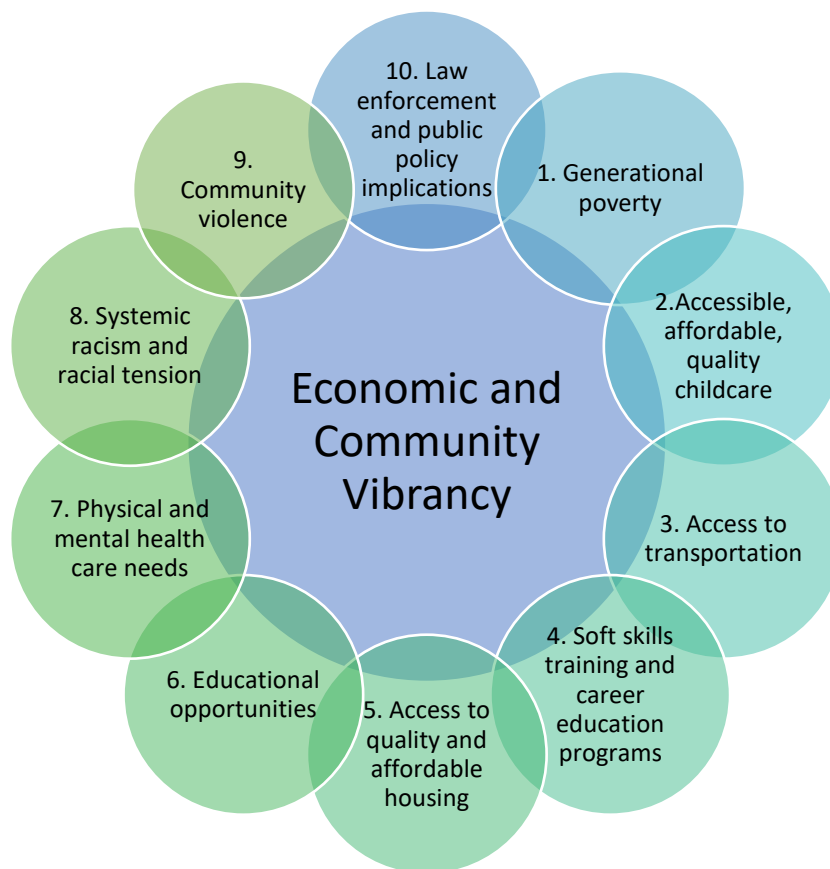 10. Law
enforcement
and public
policy
implications
1. Generational
poverty
2.Accessible,
affordable,
quality
childcare
3. Access to
transportation
4. Soft skills
training and
career
education
programs
5. Access to
quality and
affordable
housing
6. Educational
opportunities
7. Physical and
mental health
care needs
8. Systemic
racism and
racial tension
9.
Community
violence
Economic and
Community
Vibrancy